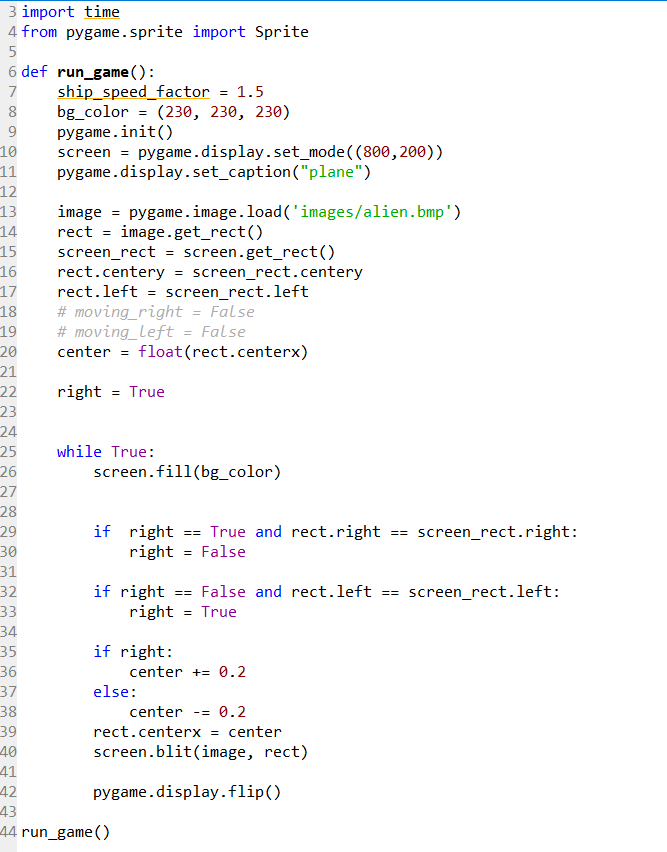 3 import time
4 from pygame.sprite import Sprite
5
6 def run_game():
7     ship_speed_factor = 1.5
8     bg_color = (230, 230, 230)
9     pygame.init()
10     screen = pygame.display.set_mode((800,200))
11     pygame.display.set_caption("plane")
12
13     image = pygame.image.load('images/alien.bmp')
14     rect = image.get_rect()
15     screen_rect = screen.get_rect()
16     rect.centery = screen_rect.centery
17     rect.left = screen_rect.left
18     # moving_right = False
19     # moving_left = False
20     center = float(rect.centerx)
21
22     right = True
23
24
25     while True:
26         screen.fill(bg_color)
27
28
29         if  right == True and rect.right == screen_rect.right:
30             right = False
31
32         if right == False and rect.left == screen_rect.left:
33             right = True
34
35         if right:
36             center += 0.2
37         else:
38             center -= 0.2
39         rect.centerx = center
40         screen.blit(image, rect)
41
42         pygame.display.flip()
43
44 run_game()